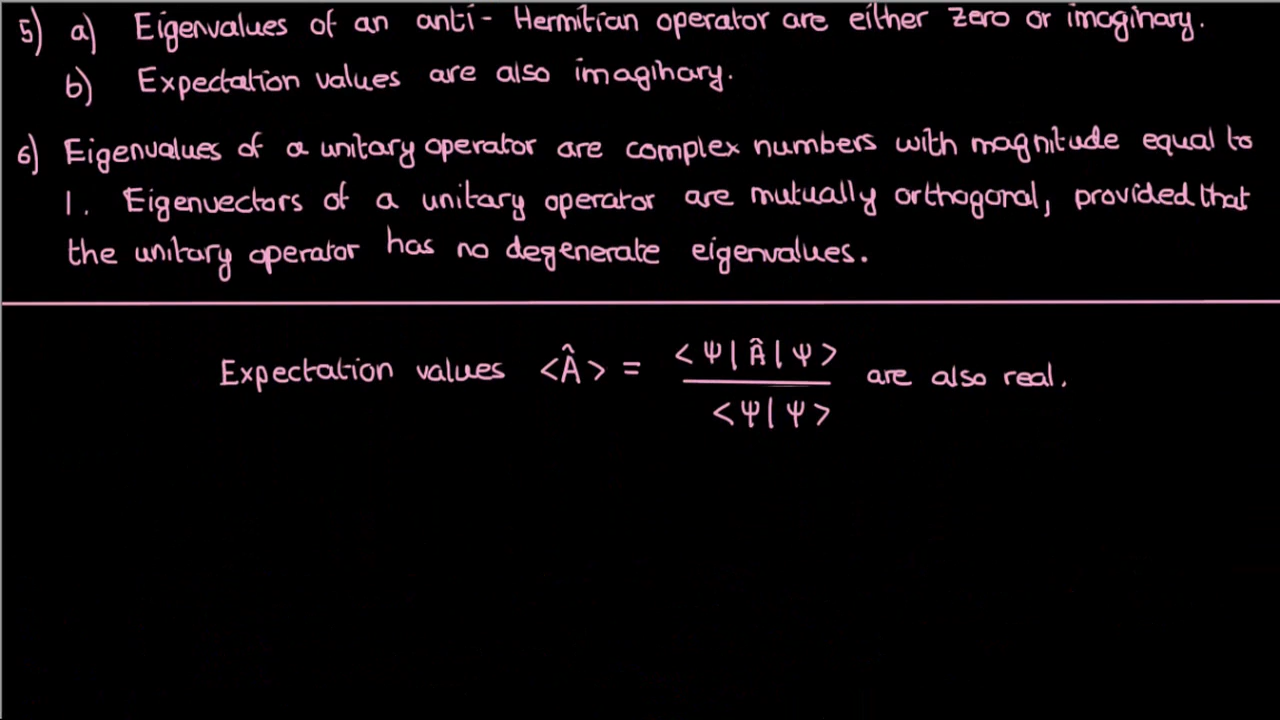 5) a) Eigenvalues of an anti-Hermitian operator are either zero or imaginary.
b) Expectation values are also imaginary.
6) Eigenvalues of a unitary operator are complex numbers with magnitude equal to
1. Eigenvectors of a unitary operator are mutually orthogonal, provided that
the unitary operator has no degenerate eigenvalues.
Expectation values <Â> = <Ψ|Â|Ψ> / <Ψ|Ψ> are also real.